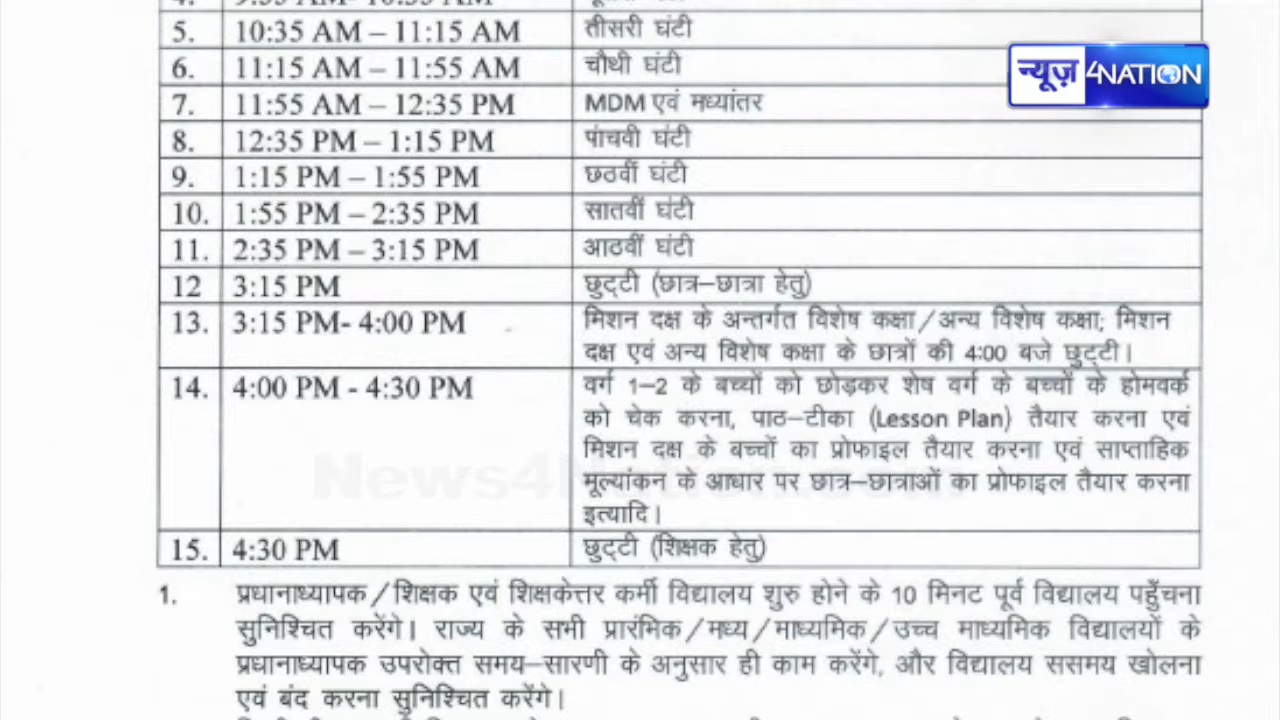 5. 10:35 AM – 11:15 AM तीसरी घंटी
6. 11:15 AM – 11:55 AM चौथी घंटी
न्यूज़ 4NATION
7. 11:55 AM – 12:35 PM MDM एवं मध्यांतर
8. 12:35 PM – 1:15 PM पांचवी घंटी
9. 1:15 PM – 1:55 PM छठवीं घंटी
10. 1:55 PM – 2:35 PM सातवीं घंटी
11. 2:35 PM – 3:15 PM आठवीं घंटी
12 3:15 PM छुट्टी (छात्र–छात्रा हेतु)
13. 3:15 PM- 4:00 PM मिशन दक्ष के अन्तर्गत विशेष कक्षा/अन्य विशेष कक्षा; मिशन
दक्ष एवं अन्य विशेष कक्षा के छात्रों की 4:00 बजे छुट्टी।
14. 4:00 PM - 4:30 PM वर्ग 1–2 के बच्चों को छोड़कर शेष वर्ग के बच्चों के होमवर्क
को चेक करना, पाठ–टीका (Lesson Plan) तैयार करना एवं
मिशन दक्ष के बच्चों का प्रोफाइल तैयार करना एवं साप्ताहिक
मूल्यांकन के आधार पर छात्र–छात्राओं का प्रोफाइल तैयार करना
इत्यादि।
News4Nation.com
15. 4:30 PM छुट्टी (शिक्षक हेतु)
1. प्रधानाध्यापक/शिक्षक एवं शिक्षकेत्तर कर्मी विद्यालय शुरु होने के 10 मिनट पूर्व विद्यालय पहुँचना
सुनिश्चित करेंगे। राज्य के सभी प्रारंमिक/मध्य/माध्यमिक/उच्च माध्यमिक विद्यालयों के
प्रधानाध्यापक उपरोक्त समय–सारणी के अनुसार ही काम करेंगे, और विद्यालय ससमय खोलना
एवं बंद करना सुनिश्चित करेंगे।